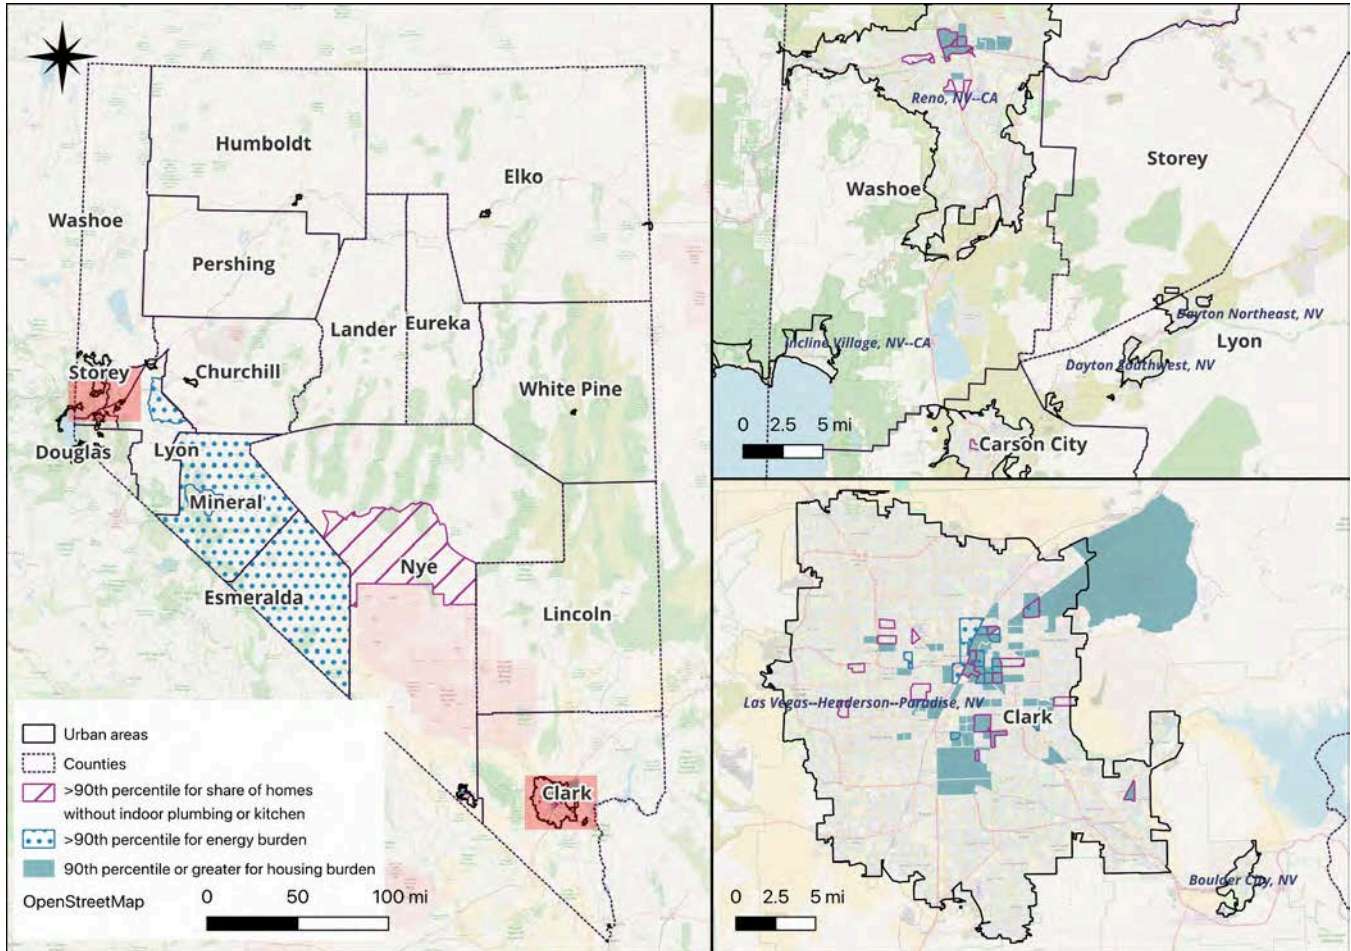 Humboldt
Elko
Washoe
Pershing
Lander
Eureka
Storey
Churchill
White Pine
Douglas
Lyon
Mineral
Nye
Esmeralda
Lincoln
Clark
Urban areas
Counties
>90th percentile for share of homes
without indoor plumbing or kitchen
>90th percentile for energy burden
90th percentile or greater for housing burden
OpenStreetMap
0 50 100 mi
Reno, NV--CA
Storey
Washoe
Dayton Northeast, NV
Incline Village, NV--CA
Lyon
Dayton Southwest, NV
0 2.5 5 mi
Carson City
Las Vegas--Henderson--Paradise, NV
Clark
Boulder City, NV
0 2.5 5 mi